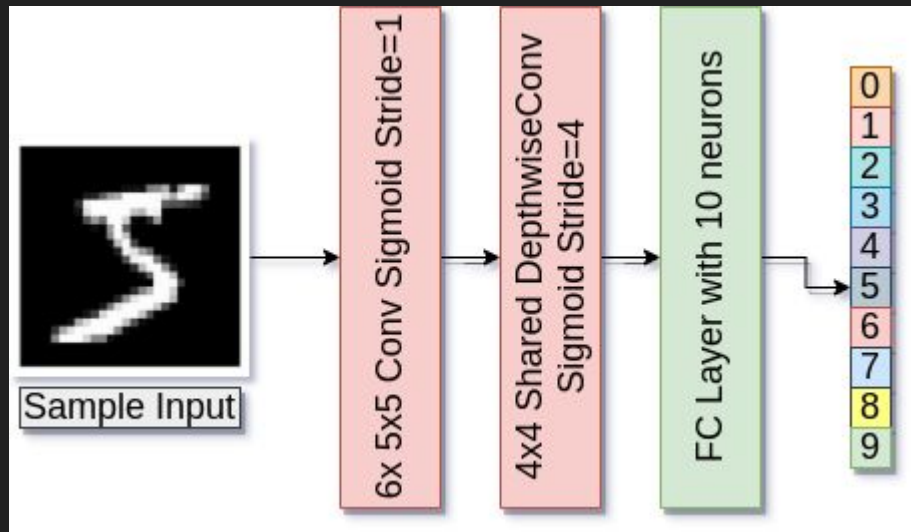 Sample Input
6x 5x5 Conv Sigmoid Stride=1
4x4 Shared DepthwiseConv
Sigmoid Stride=4
FC Layer with 10 neurons
0
1
2
3
4
5
6
7
8
9